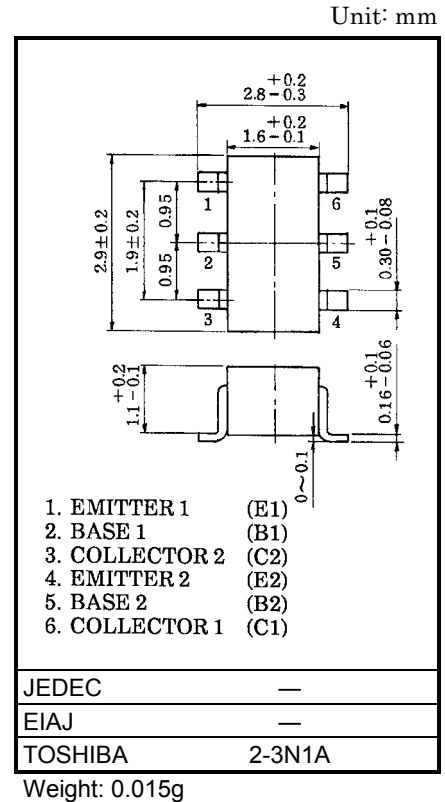 Unit: mm
+0.2
2.8-0.3
+0.2
1.6-0.1
1
6
2
5
3
4
2.9±0.2
1.9±0.2
0.95
0.95
+0.1
0.30-0.08
+0.2
1.1-0.1
+0.1
0.16-0.06
0~0.1
1. EMITTER 1 (E1)
2. BASE 1 (B1)
3. COLLECTOR 2 (C2)
4. EMITTER 2 (E2)
5. BASE 2 (B2)
6. COLLECTOR 1 (C1)
JEDEC ―
EIAJ ―
TOSHIBA 2-3N1A
Weight: 0.015g